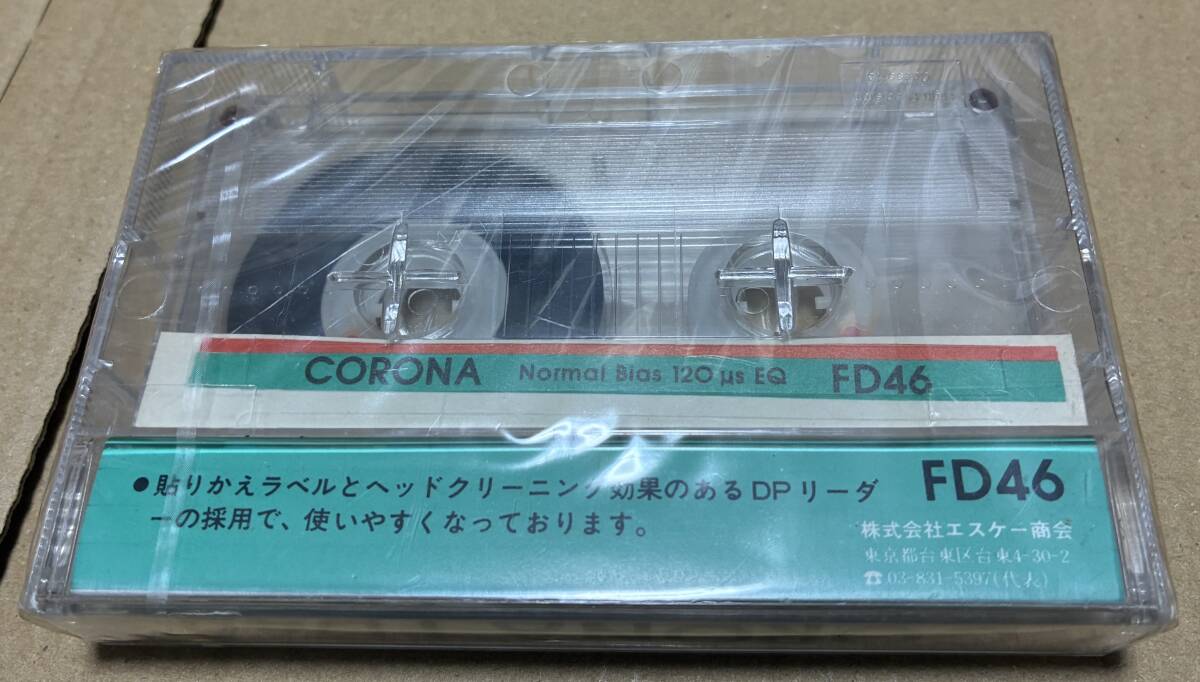 CORONA Normal Bias 120 μs EQ FD46
●貼りかえラベルとヘッドクリーニング効果のあるDPリーダ
ーの採用で、使いやすくなっております。
FD46
株式会社エスケー商会
東京都台東区台東4-30-2
☎03-831-5397(代表)